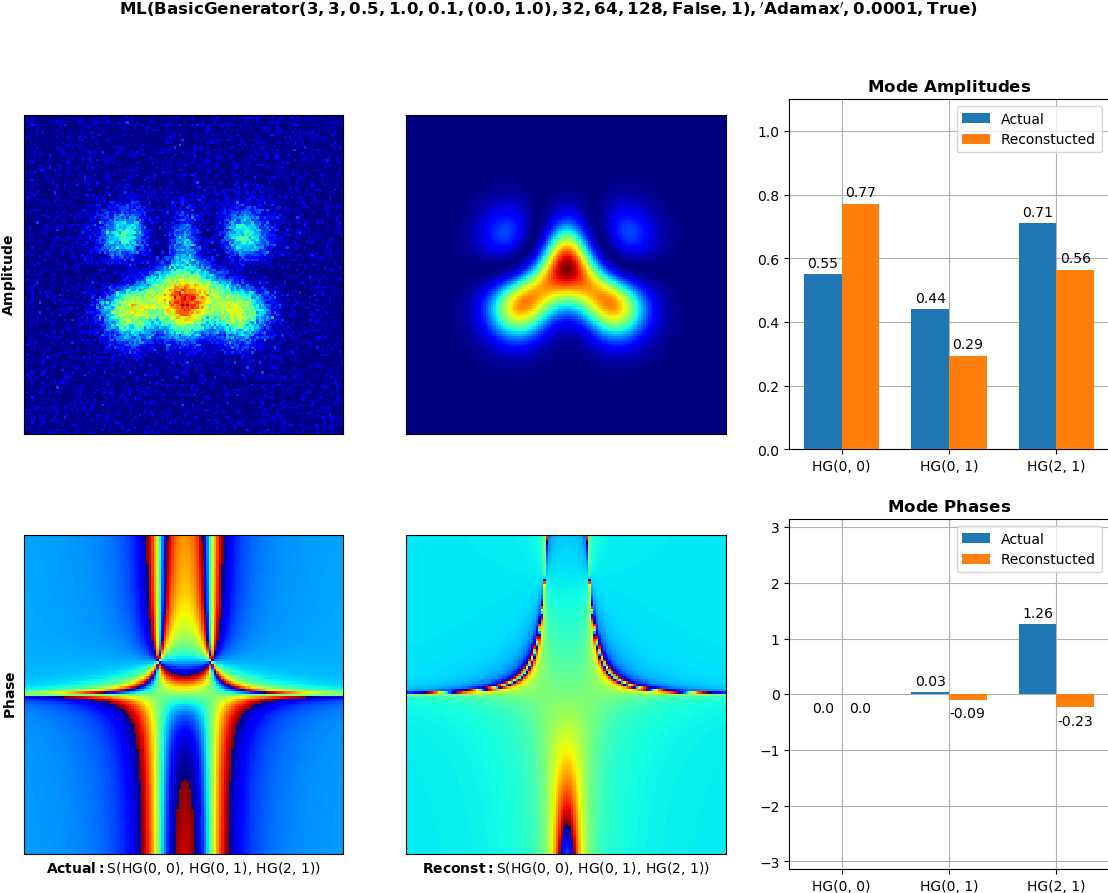 ML(BasicGenerator(3, 3, 0.5, 1.0, 0.1, (0.0, 1.0), 32, 64, 128, False, 1), 'Adamax', 0.0001, True)
Amplitude
Mode Amplitudes
Actual
Reconstucted
1.0
0.8
0.6
0.4
0.2
0.0
0.55
0.77
0.44
0.29
0.71
0.56
HG(0, 0) HG(0, 1) HG(2, 1)
Phase
Actual: S(HG(0, 0), HG(0, 1), HG(2, 1))
Reconst: S(HG(0, 0), HG(0, 1), HG(2, 1))
Mode Phases
Actual
Reconstucted
3
2
1
0
−1
−2
−3
0.0
0.0
0.03
-0.09
1.26
-0.23
HG(0, 0) HG(0, 1) HG(2, 1)